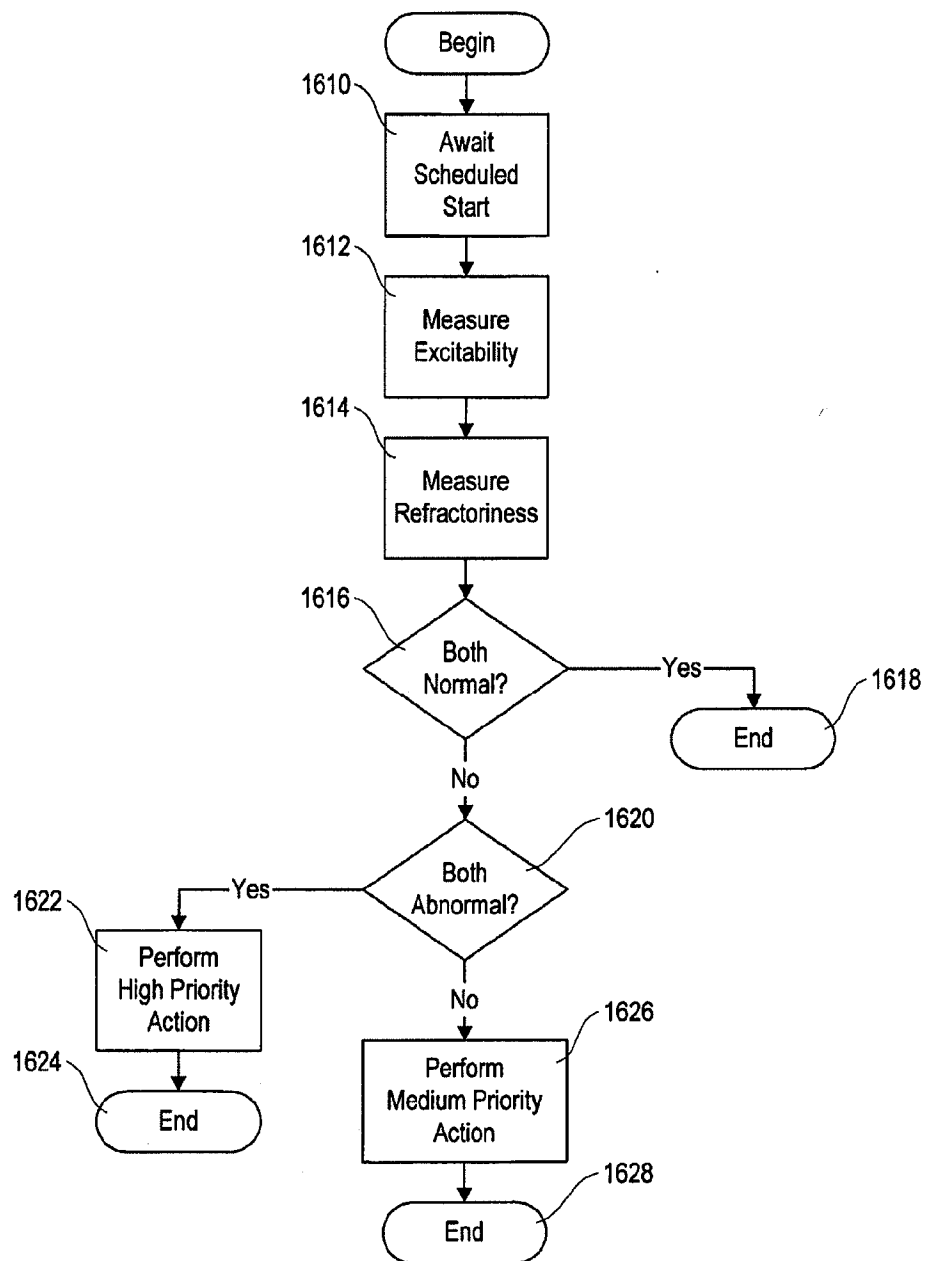 Begin
1610
Await
Scheduled
Start
1612
Measure
Excitability
1614
Measure
Refractoriness
1616
Both
Normal?
Yes
1618
End
No
1620
Both
Abnormal?
Yes
1622
Perform
High Priority
Action
No
1626
Perform
Medium Priority
Action
1624
End
1628
End